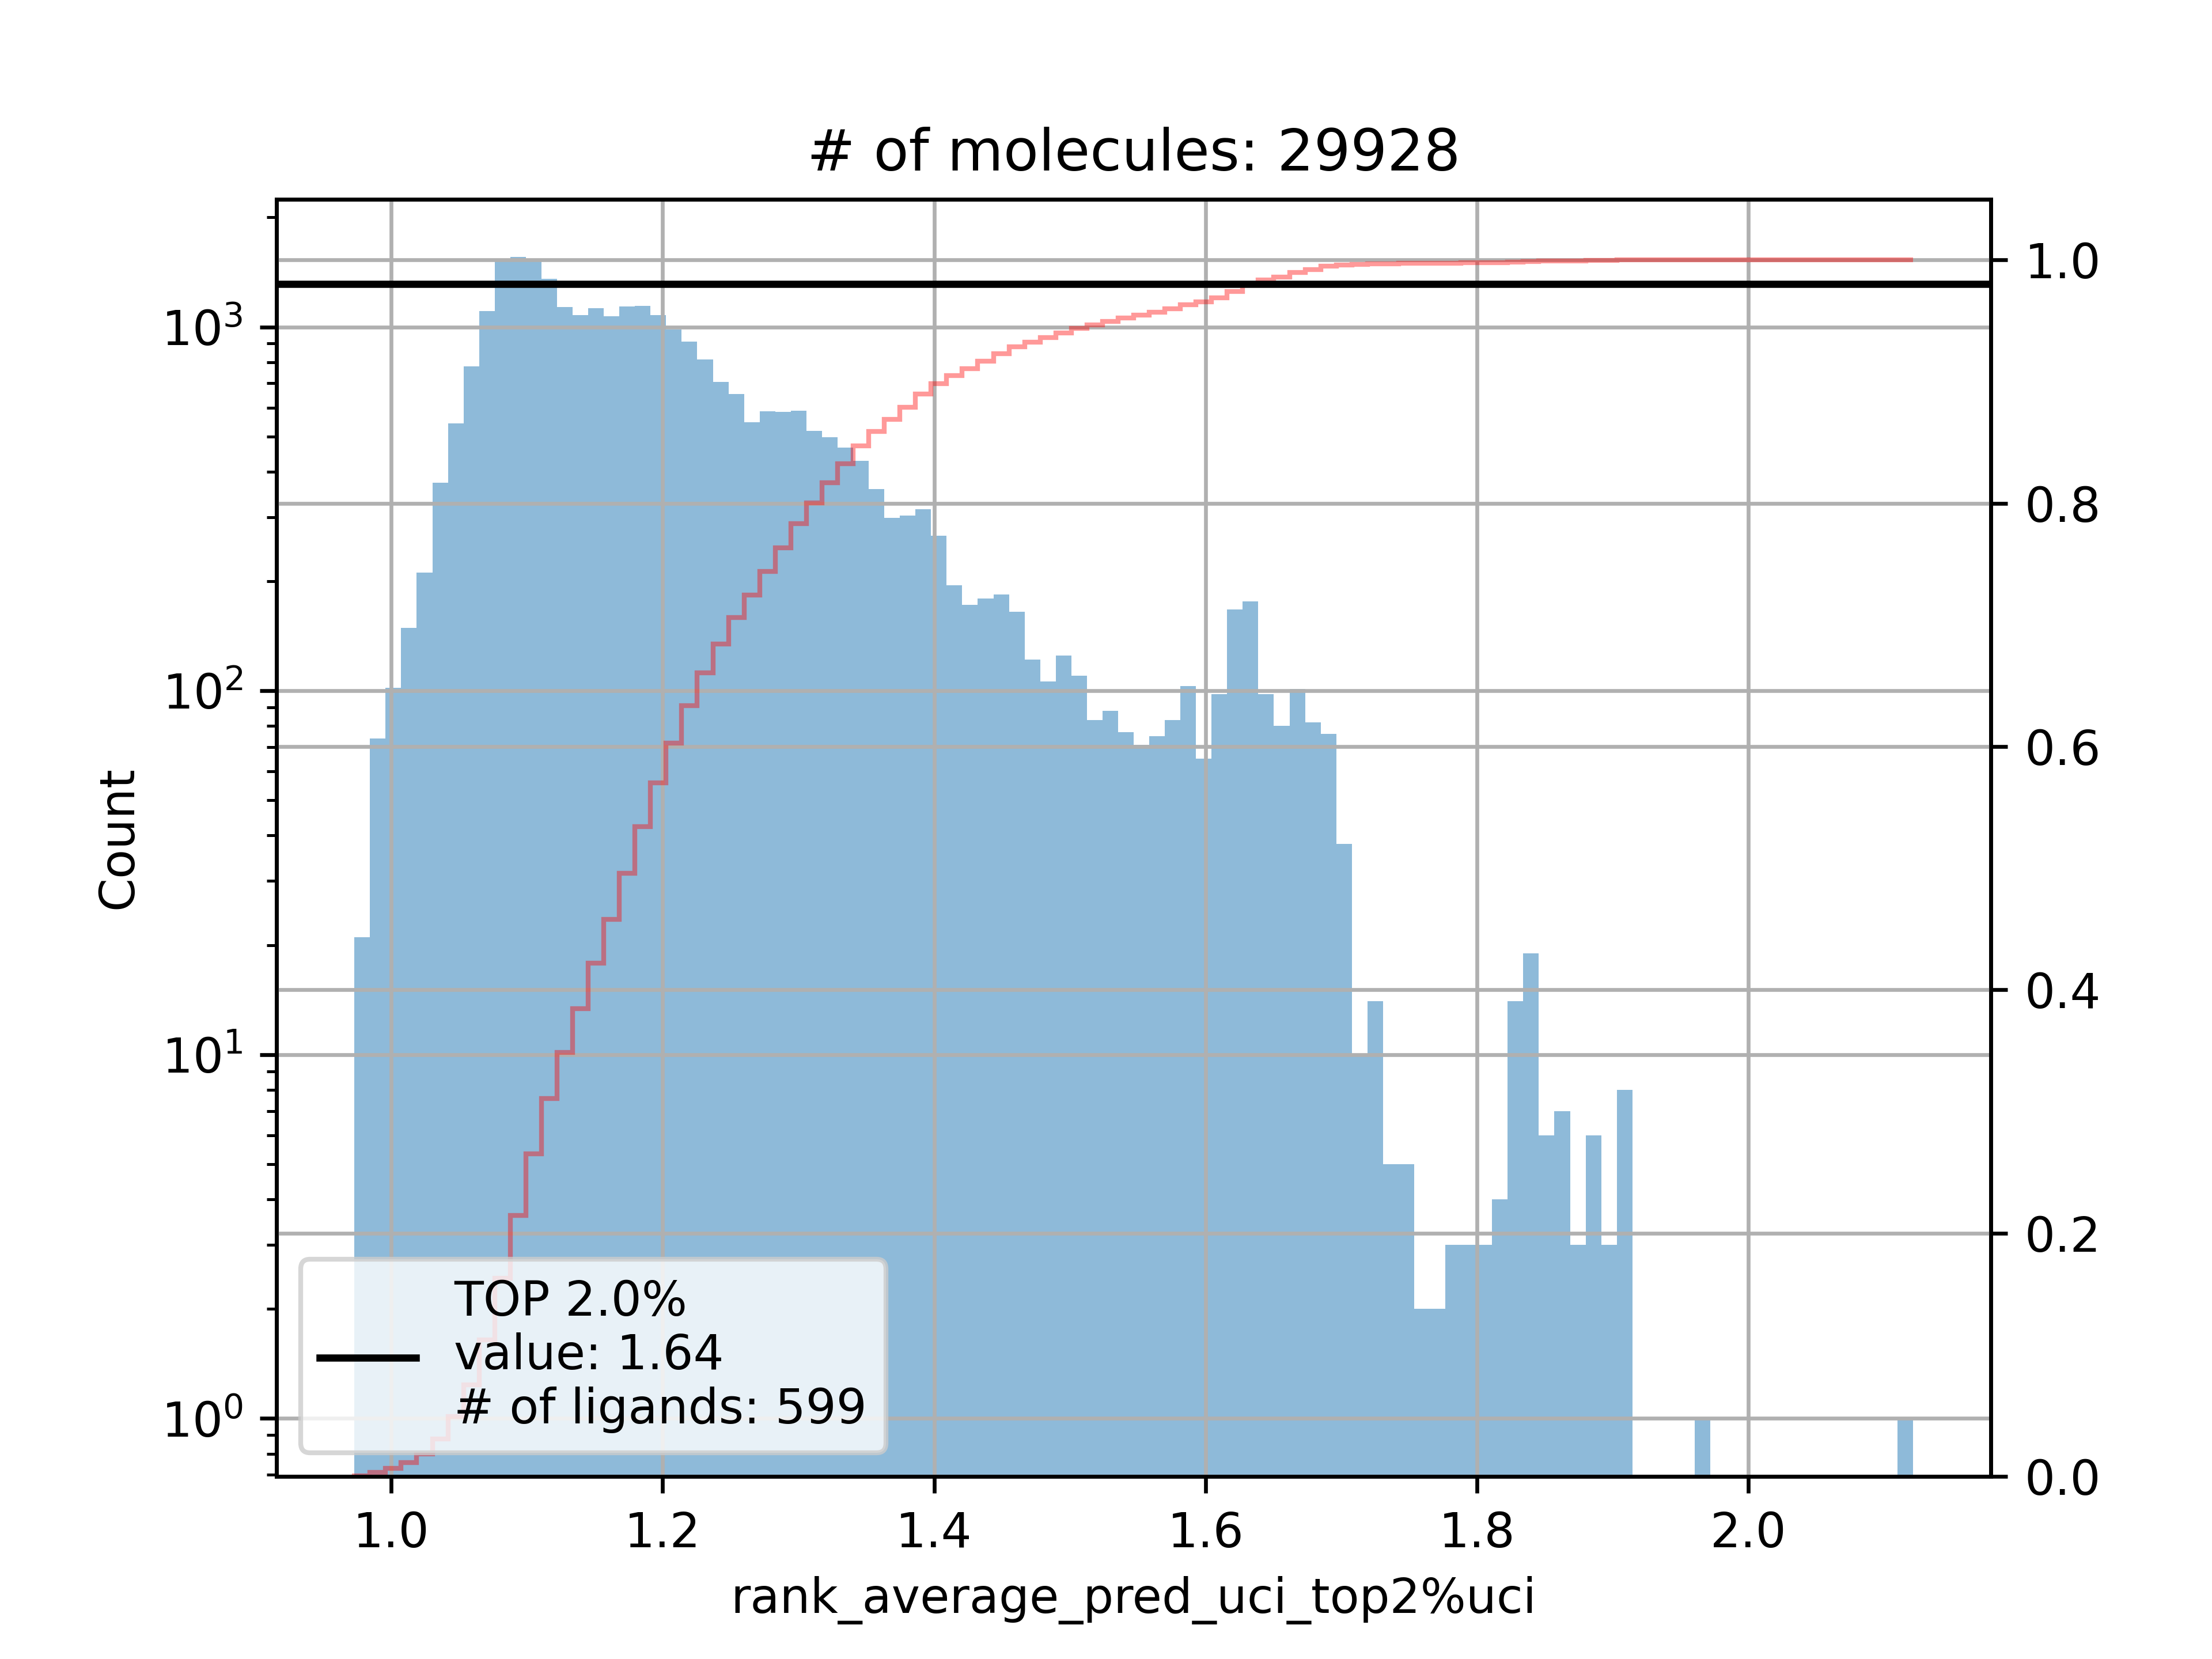 # of molecules: 29928
10³
10²
10¹
10⁰
Count
1.0
0.8
0.6
0.4
0.2
0.0
TOP 2.0%
value: 1.64
# of ligands: 599
1.0 1.2 1.4 1.6 1.8 2.0
rank_average_pred_uci_top2%uci